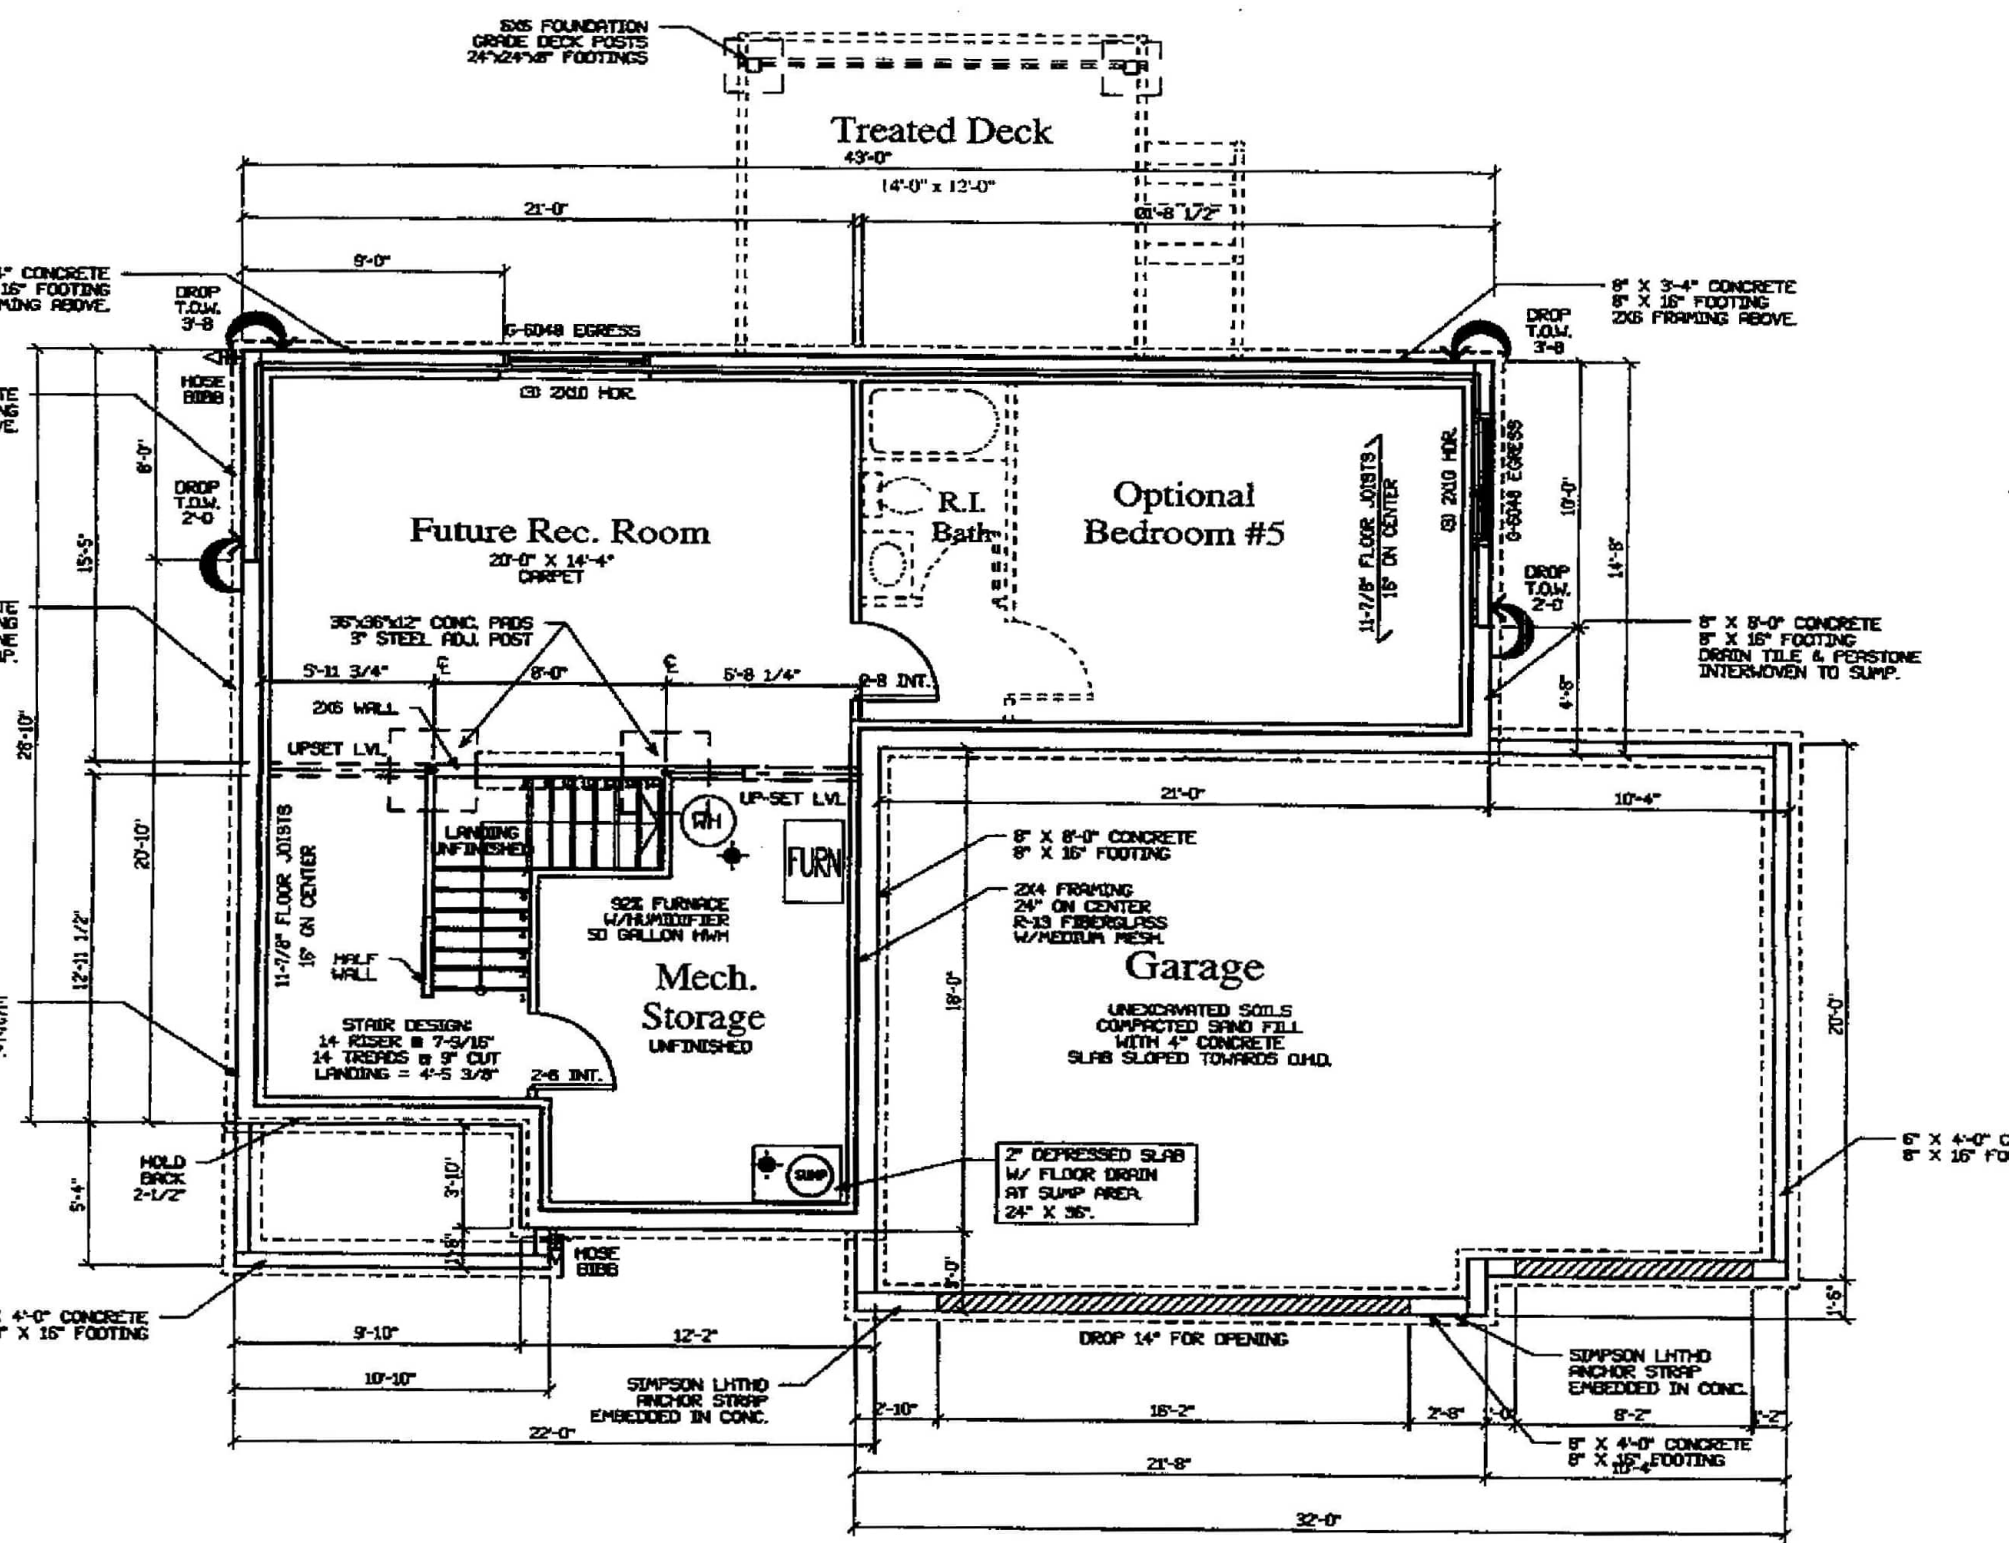 6X6 FOUNDATION
GRADE DECK POSTS
24"x24"x8" FOOTINGS
Treated Deck
43'-0"
14'-0" x 12'-0"
21'-0"
9'-0"
CONCRETE
16" FOOTING
ABOVE.
DROP
T.O.W.
3'-8
G-6048 EGRESS
8" X 3'-4" CONCRETE
8" X 16" FOOTING
2X6 FRAMING ABOVE.
DROP
T.O.W.
3'-8
HOSE
BIBB
(3) 2X10 HDR.
8'-0"
DROP
T.O.W.
2'-0
15'-5"
Future Rec. Room
20'-0" X 14'-4"
CARPET
R.I.
Bath
Optional
Bedroom #5
11-7/8" FLOOR JOISTS
16" ON CENTER
(3) 2X10 HDR.
G-6048 EGRESS
10'-0"
14'-8"
DROP
T.O.W.
2'-0
4'-8"
8" X 8'-0" CONCRETE
8" X 16" FOOTING
DRAIN TILE & PEASTONE
INTERWOVEN TO SUMP.
36"x36"x12" CONC. PADS
3" STEEL ADJ. POST
5'-11 3/4"
8'-0"
6'-8 1/4"
2-8 INT.
2X6 WALL
UPSET LVL
UP-SET LVL
28'-10"
20'-10"
12'-11 1/2"
11-7/8" FLOOR JOISTS
16" ON CENTER
LANDING
UNFINISHED
WH
FURN
21'-0"
10'-4"
8" X 8'-0" CONCRETE
8" X 16" FOOTING
2X4 FRAMING
24" ON CENTER
R-13 FIBERGLASS
W/MEDIUM MESH.
92% FURNACE
W/HUMIDIFIER
50 GALLON HWH
HALF
WALL
Mech.
Storage
UNFINISHED
Garage
UNEXCAVATED SOILS
COMPACTED SAND FILL
WITH 4" CONCRETE
SLAB SLOPED TOWARDS O.H.D.
18'-0"
20'-0"
STAIR DESIGN:
14 RISER @ 7-9/16"
14 TREADS @ 9" CUT
LANDING = 4'-5 3/8"
2-6 INT.
HOLD
BACK
2-1/2"
5'-4"
3'-10"
SUMP
2" DEPRESSED SLAB
W/ FLOOR DRAIN
AT SUMP AREA.
24" X 36".
X 4'-0"
8" X 16"
HOSE
BIBB
1'-6"
4'-0" CONCRETE
X 16" FOOTING
9'-10"
12'-2"
DROP 14" FOR OPENING
10'-10"
SIMPSON LHTHD
ANCHOR STRAP
EMBEDDED IN CONC.
SIMPSON LHTHD
ANCHOR STRAP
EMBEDDED IN CONC.
2'-10"
16'-2"
2'-8"
8'-2"
22'-0"
8" X 4'-0" CONCRETE
8" X 16" FOOTING
21'-8"
10'-4"
32'-0"